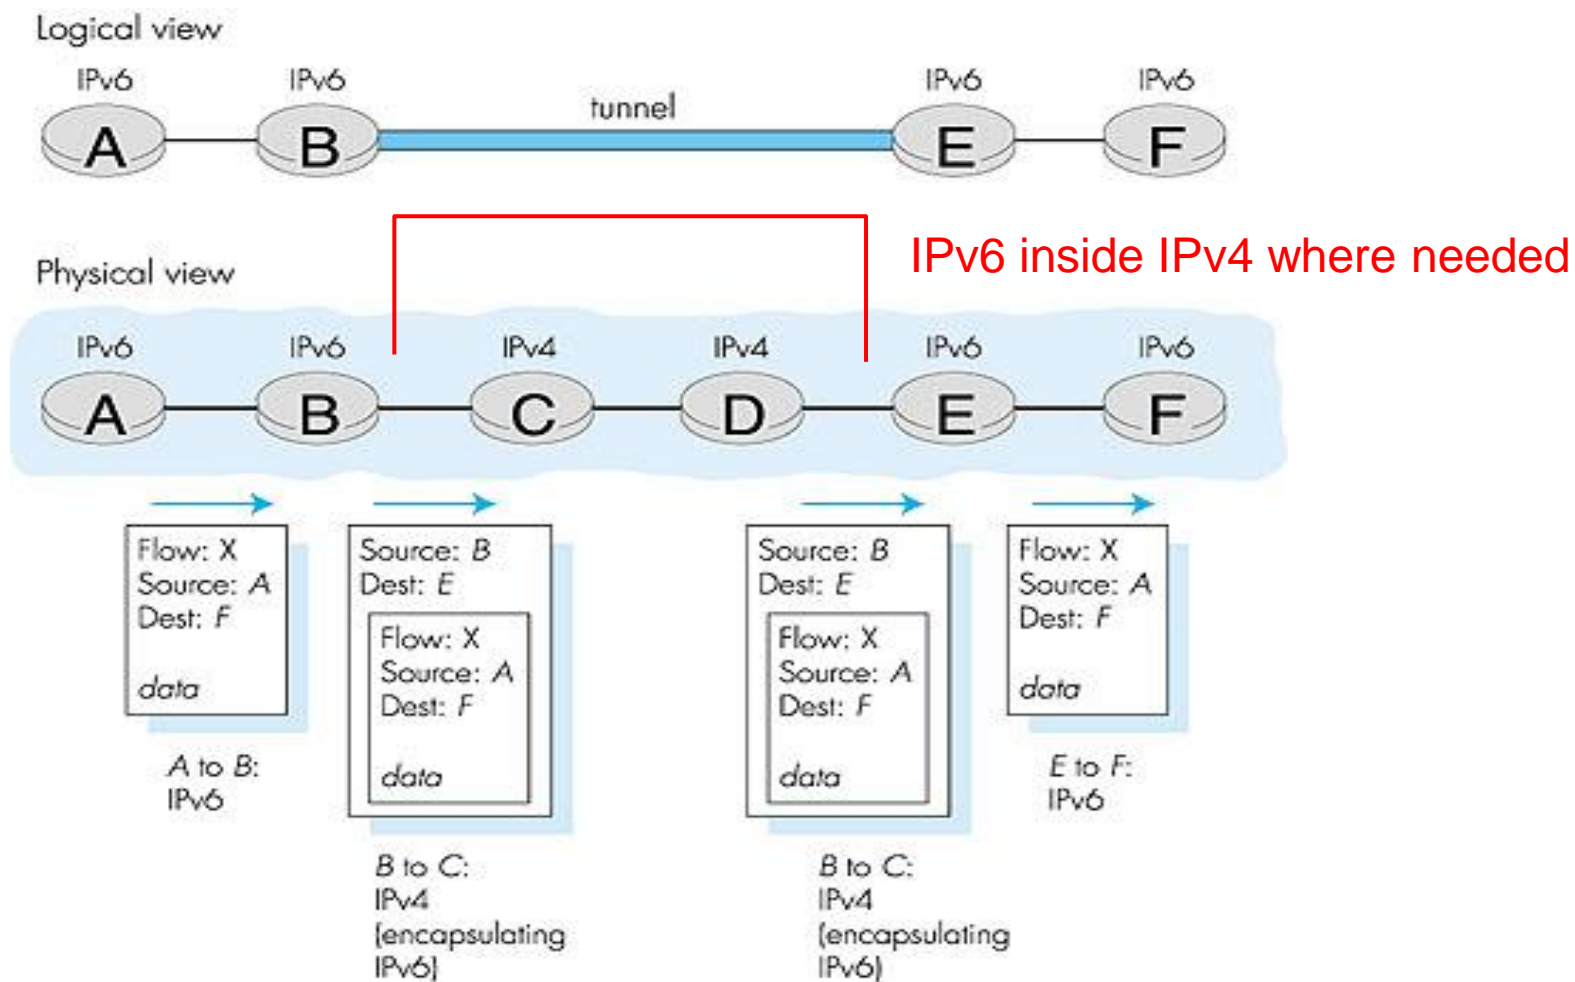 Logical view
IPv6 IPv6 tunnel IPv6 IPv6
A B E F
IPv6 inside IPv4 where needed
Physical view
IPv6 IPv6 IPv4 IPv4 IPv6 IPv6
A B C D E F
Flow: X
Source: A
Dest: F
data
A to B:
IPv6
Source: B
Dest: E
Flow: X
Source: A
Dest: F
data
B to C:
IPv4
(encapsulating
IPv6)
Source: B
Dest: E
Flow: X
Source: A
Dest: F
data
B to C:
IPv4
(encapsulating
IPv6)
Flow: X
Source: A
Dest: F
data
E to F:
IPv6